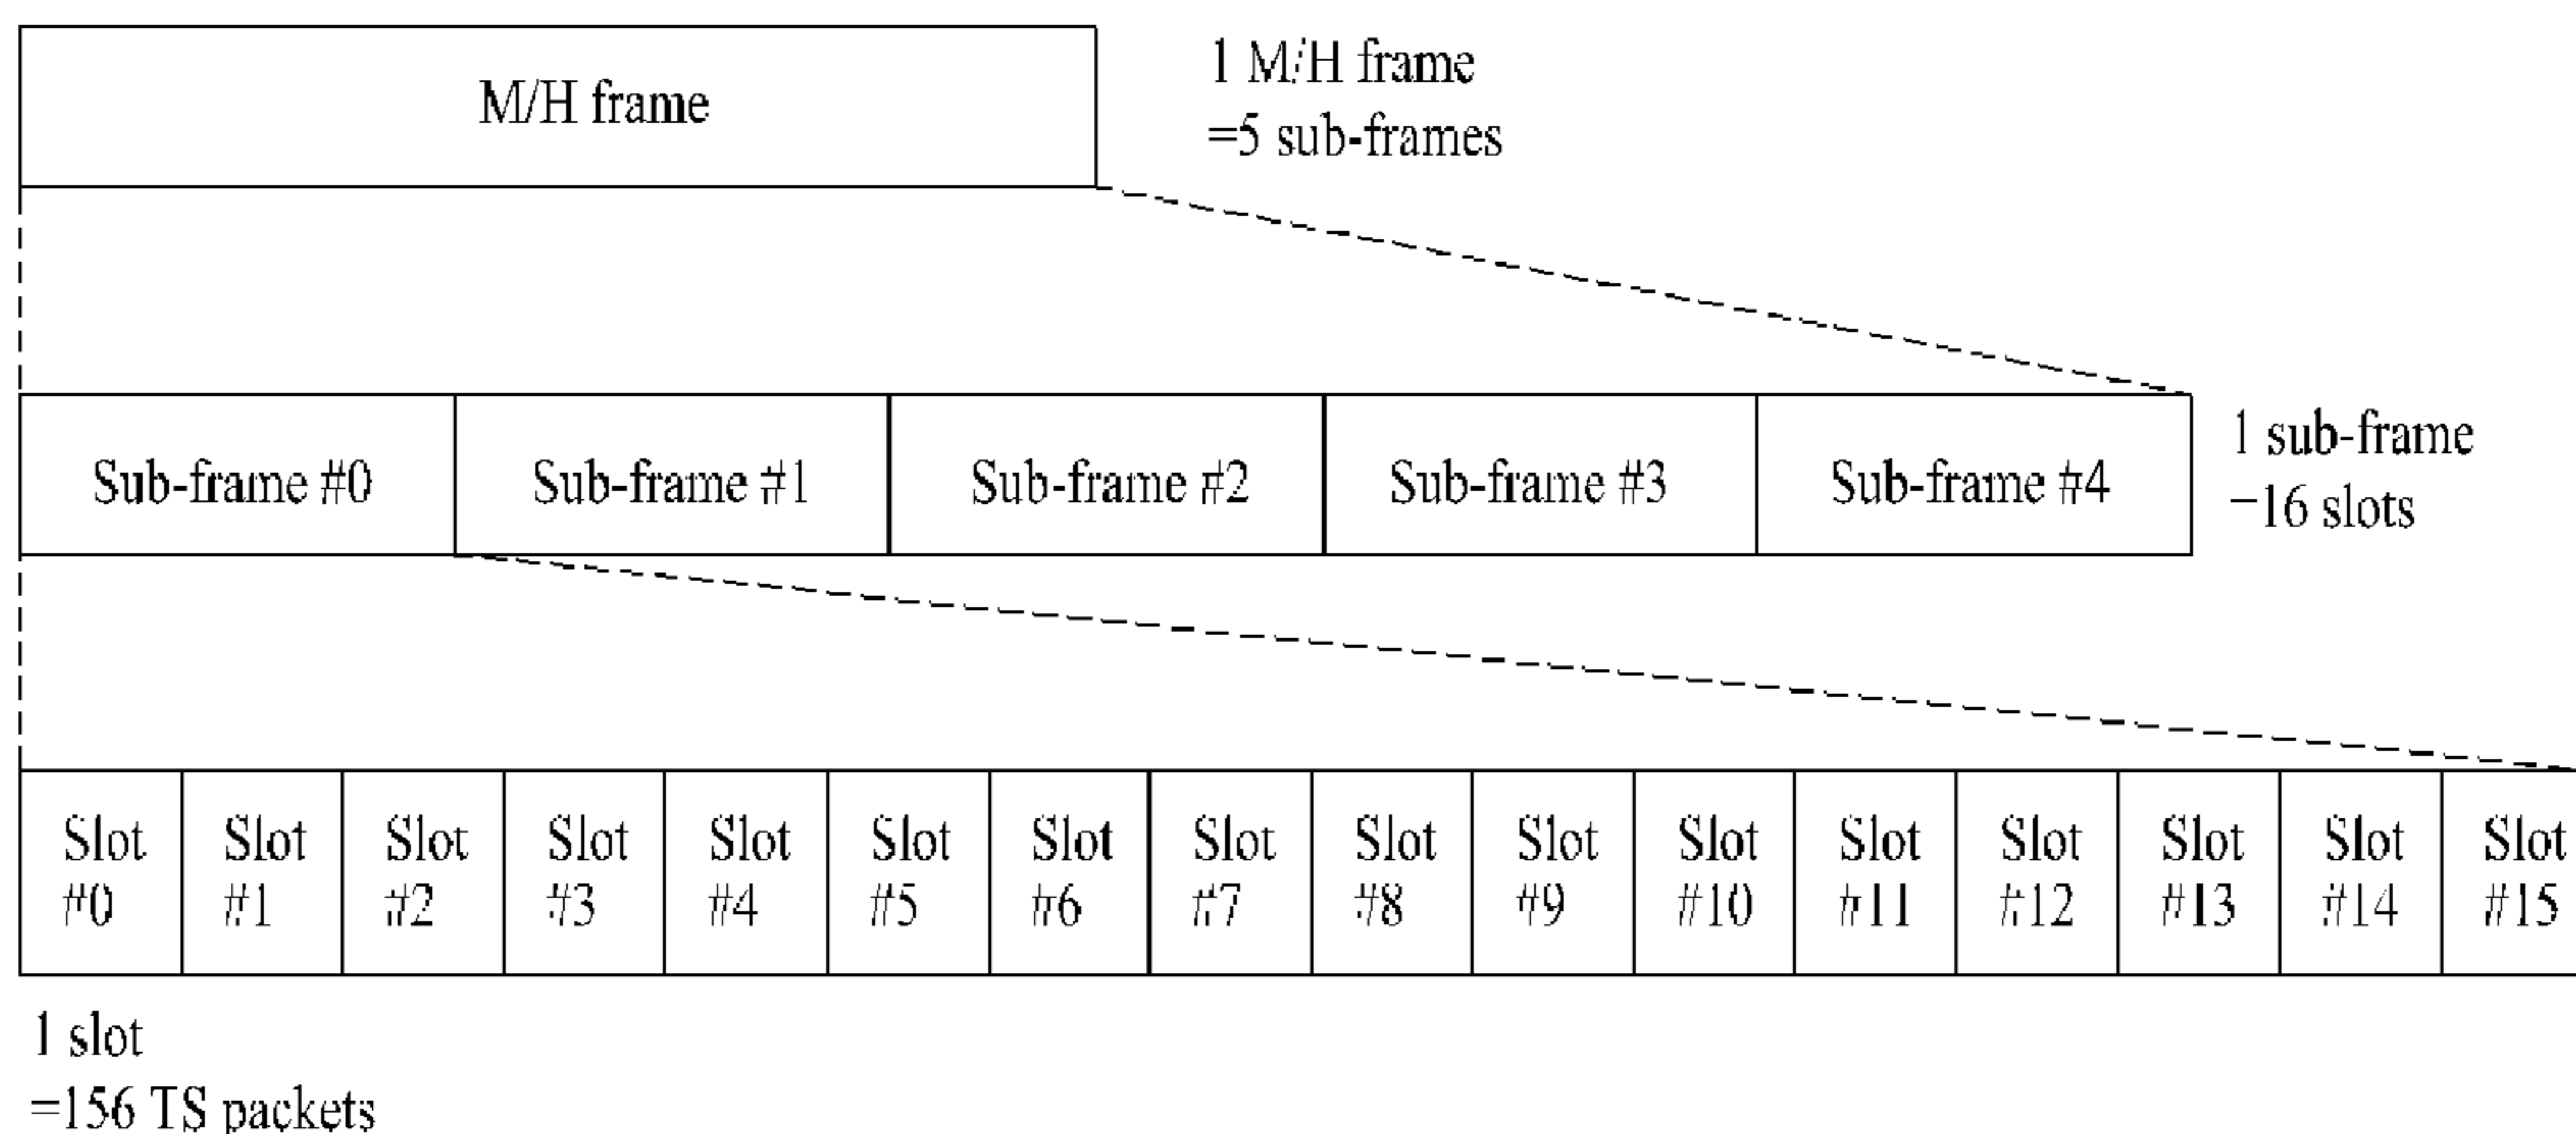 M/H frame
1 M/H frame
=5 sub-frames
Sub-frame #0
Sub-frame #1
Sub-frame #2
Sub-frame #3
Sub-frame #4
1 sub-frame
=16 slots
Slot
#0
Slot
#1
Slot
#2
Slot
#3
Slot
#4
Slot
#5
Slot
#6
Slot
#7
Slot
#8
Slot
#9
Slot
#10
Slot
#11
Slot
#12
Slot
#13
Slot
#14
Slot
#15
1 slot
=156 TS packets